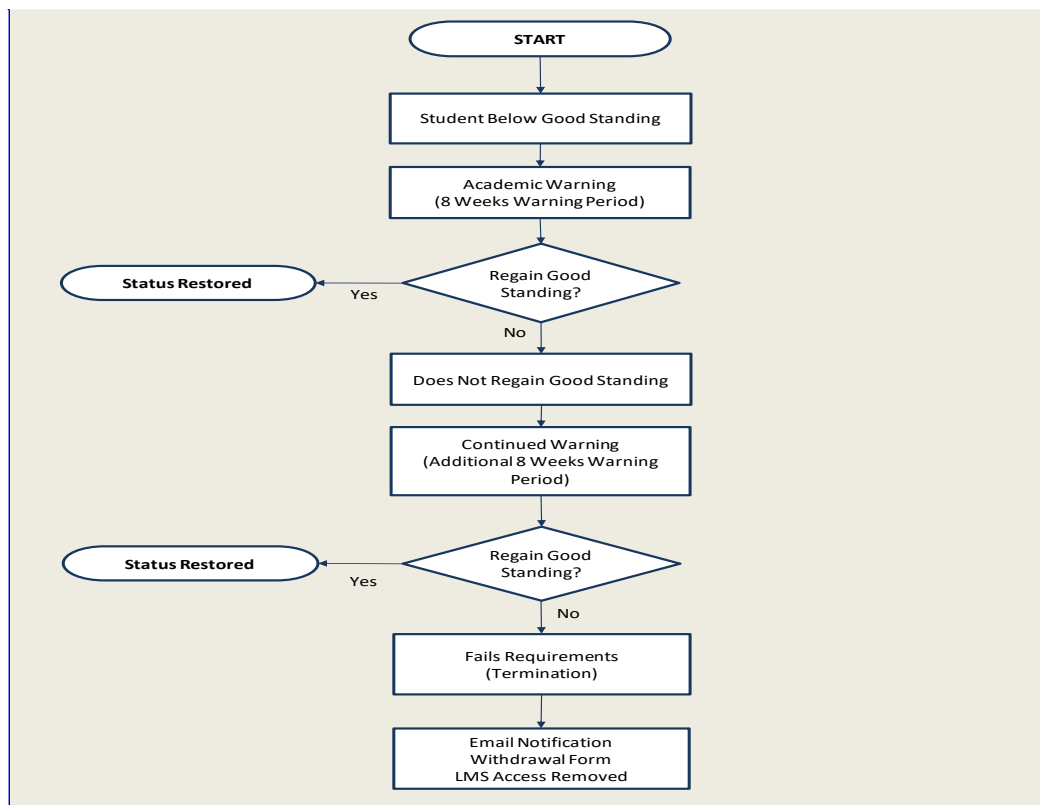 START
Student Below Good Standing
Academic Warning
(8 Weeks Warning Period)
Regain Good
Standing?
Status Restored
Yes
No
Does Not Regain Good Standing
Continued Warning
(Additional 8 Weeks Warning
Period)
Regain Good
Standing?
Status Restored
Yes
No
Fails Requirements
(Termination)
Email Notification
Withdrawal Form
LMS Access Removed